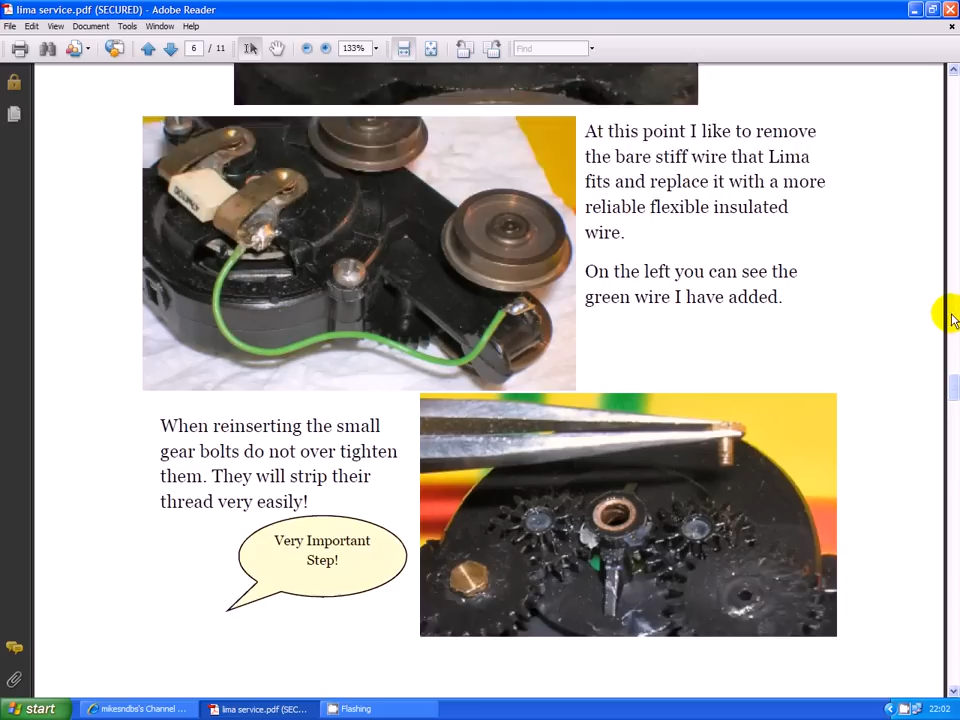 lima service.pdf (SECURED) - Adobe Reader
File Edit View Document Tools Window Help
6 / 11 133% Find
At this point I like to remove
the bare stiff wire that Lima
fits and replace it with a more
reliable flexible insulated
wire.
On the left you can see the
green wire I have added.
When reinserting the small
gear bolts do not over tighten
them. They will strip their
thread very easily!
Very Important
Step!
start mikesndbs's Channel ... lima service.pdf (SEC... Flashing 22:02